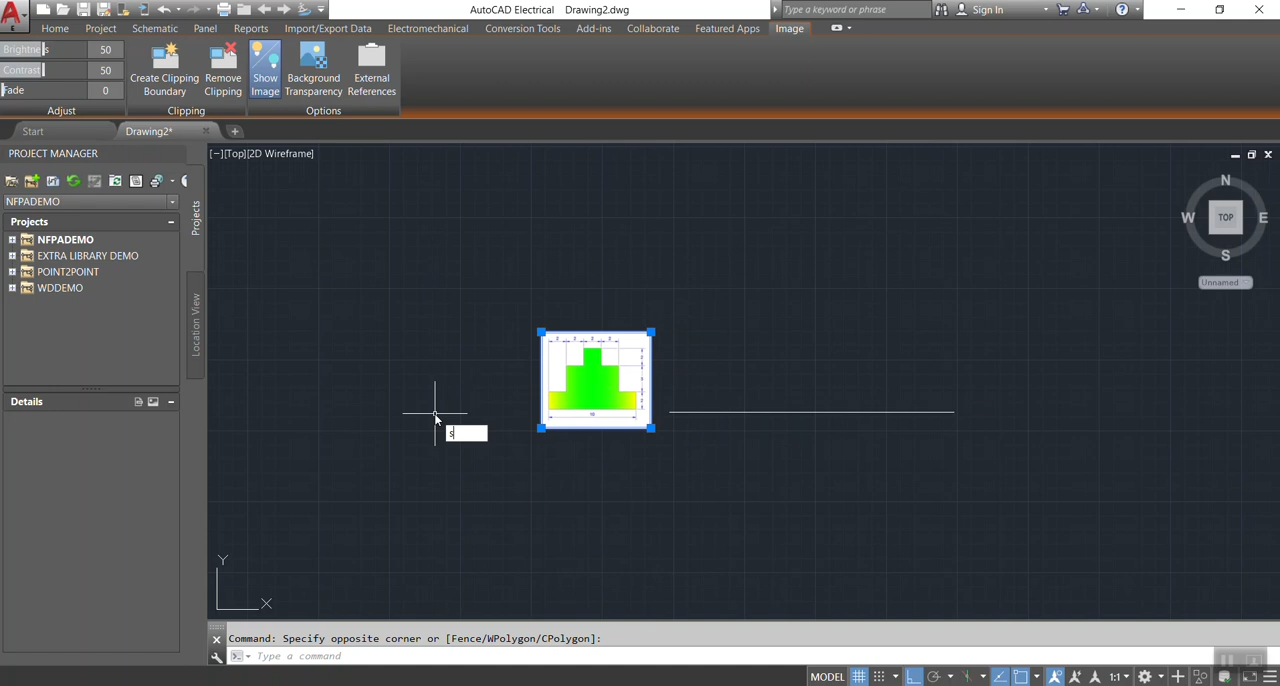 AutoCAD Electrical Drawing2.dwg
Type a keyword or phrase
Sign In
A
E
Home Project Schematic Panel Reports Import/Export Data Electromechanical Conversion Tools Add-ins Collaborate Featured Apps Image
Brightness 50
Contrast 50
Fade 0
Create Clipping Boundary
Remove Clipping
Show Image
Background Transparency
External References
Adjust Clipping Options
Start Drawing2*
PROJECT MANAGER
[−][Top][2D Wireframe]
NFPADEMO
Projects
NFPADEMO
EXTRA LIBRARY DEMO
POINT2POINT
WDDEMO
Projects
Location View
Details
N
W TOP E
S
Unnamed
10
s
Y
X
Command: Specify opposite corner or [Fence/WPolygon/CPolygon]:
Type a command
MODEL 1:1